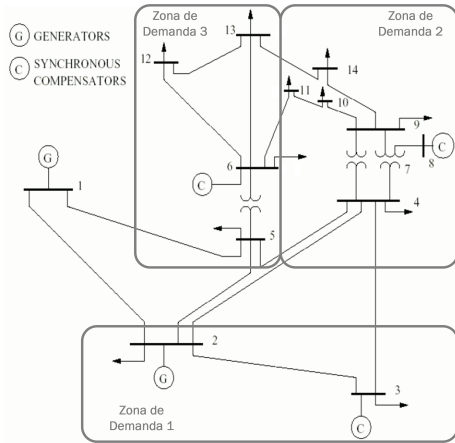 Zona de
Demanda 3
Zona de
Demanda 2
G GENERATORS
C SYNCHRONOUS
COMPENSATORS
13
12
14
11
10
9
G
1
C
6
7
8
C
4
5
2
G
3
C
Zona de
Demanda 1